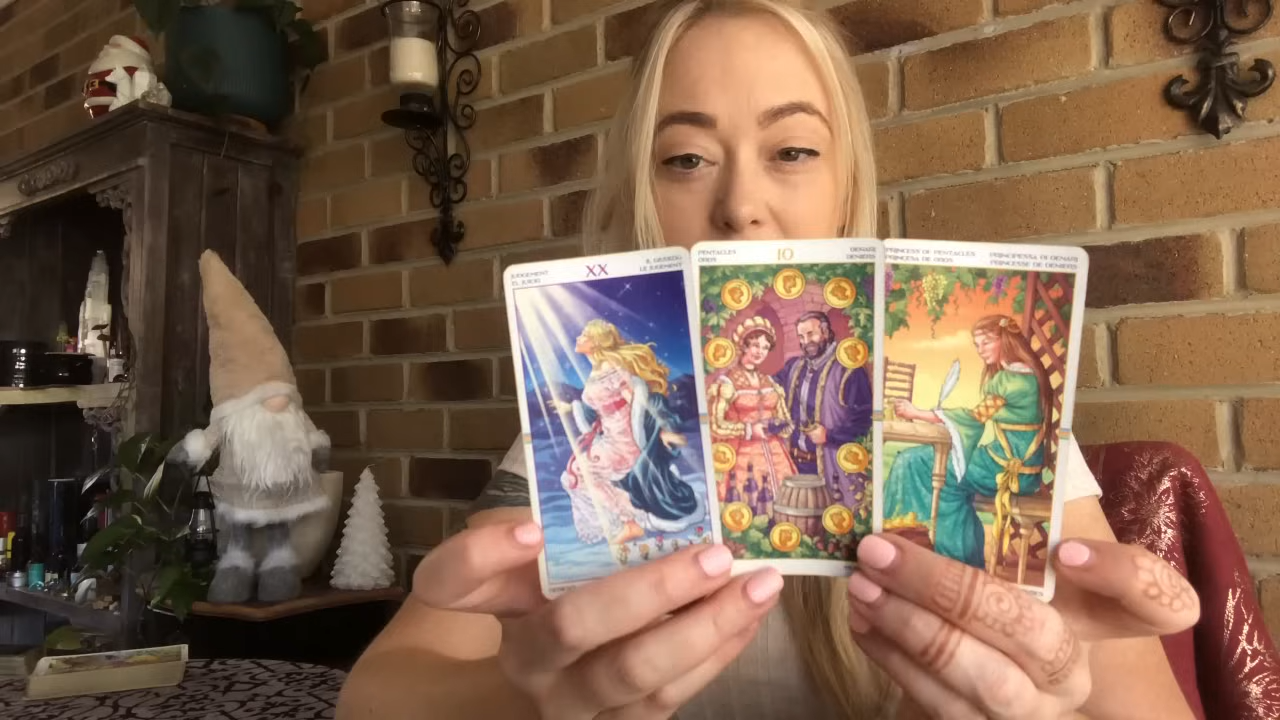 JUDGEMENT
EL JUICIO
XX
IL GIUDIZIO
LE JUGEMENT
PENTACLES
OROS
10
DENARI
DENIERS
PRINCESS OF PENTACLES
PRINCESA DE OROS
PRINCIPESSA DI DENARI
PRINCESSE DE DENIERS